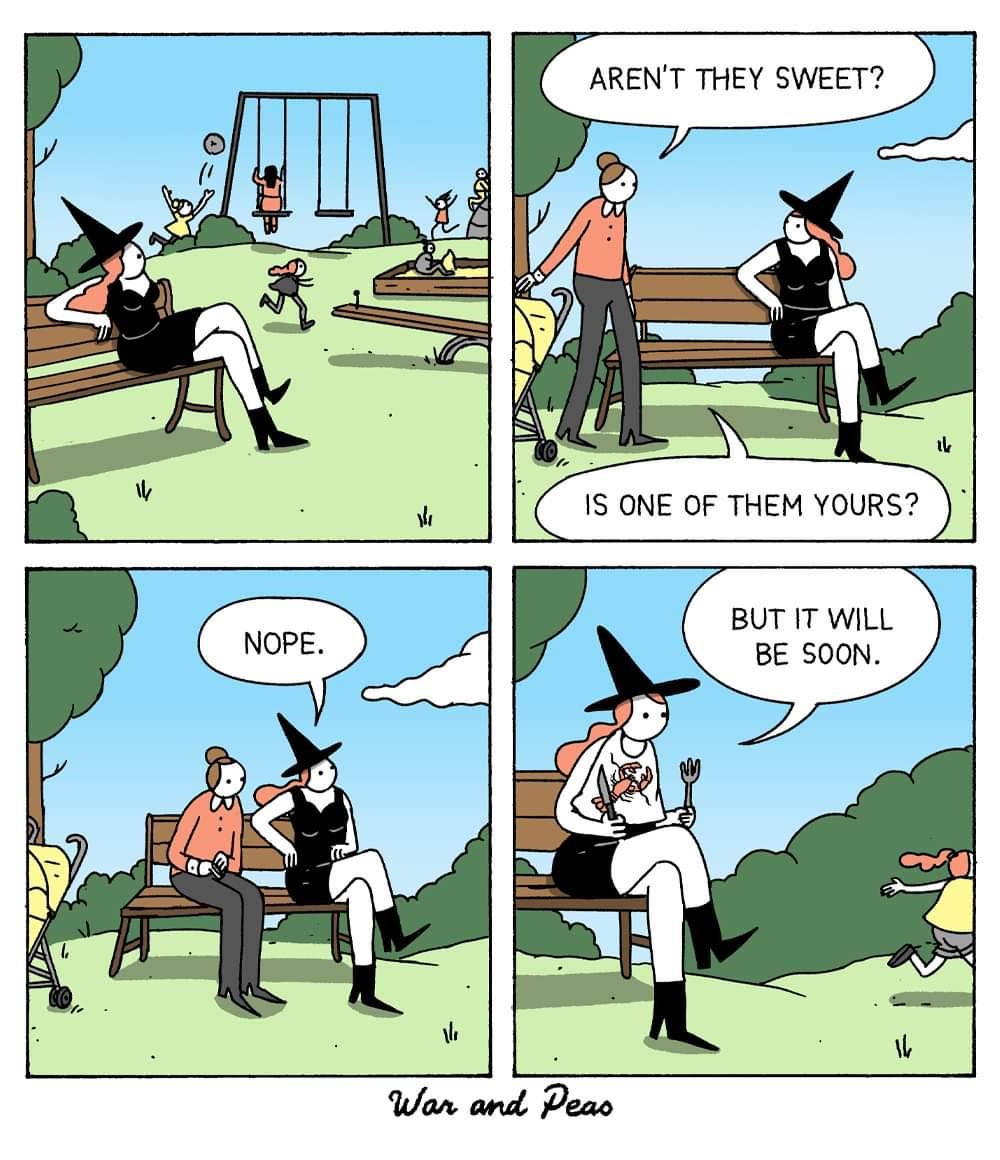 AREN'T THEY SWEET?
IS ONE OF THEM YOURS?
NOPE.
BUT IT WILL
BE SOON.
War and Peas